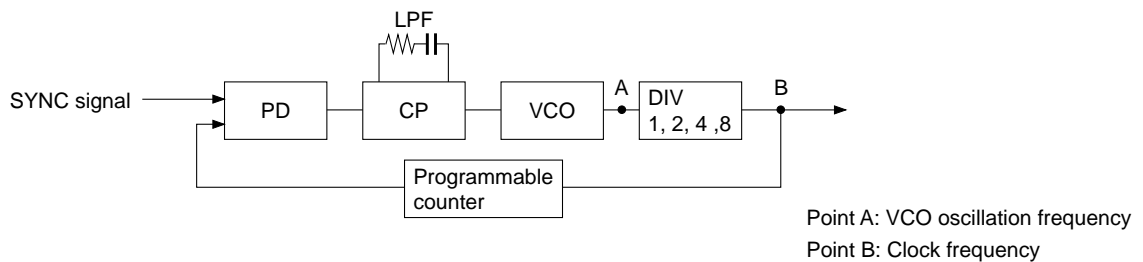 LPF
SYNC signal
PD
CP
VCO
A
DIV
1, 2, 4 ,8
B
Programmable
counter
Point A: VCO oscillation frequency
Point B: Clock frequency